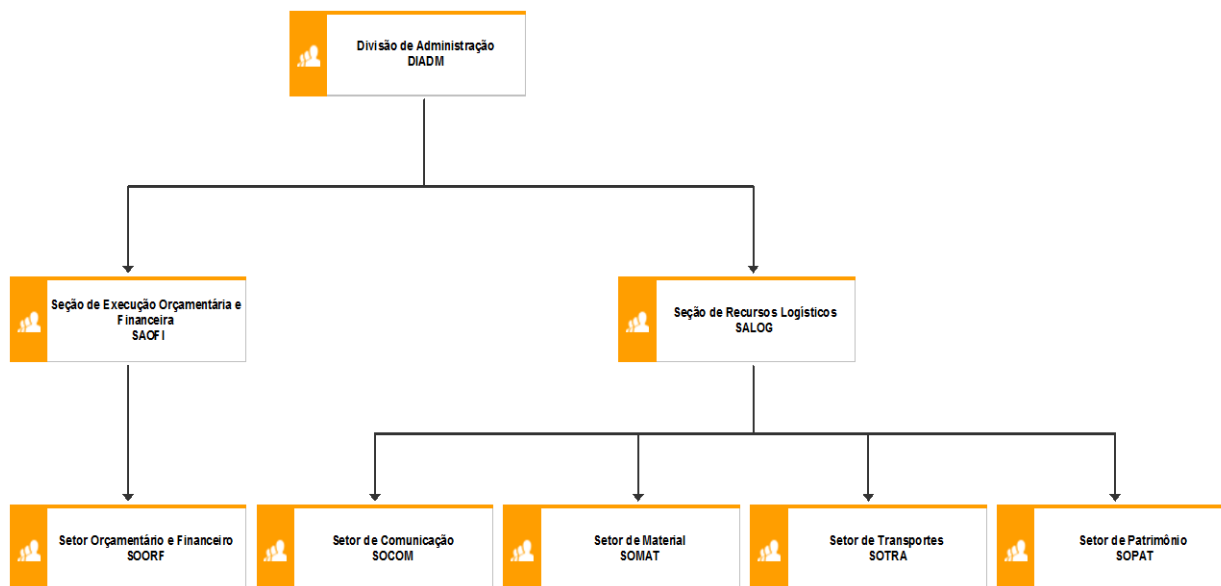 Divisão de Administração
DIADM
Seção de Execução Orçamentária e
Financeira
SAOFI
Seção de Recursos Logísticos
SALOG
Setor Orçamentário e Financeiro
SOORF
Setor de Comunicação
SOCOM
Setor de Material
SOMAT
Setor de Transportes
SOTRA
Setor de Patrimônio
SOPAT